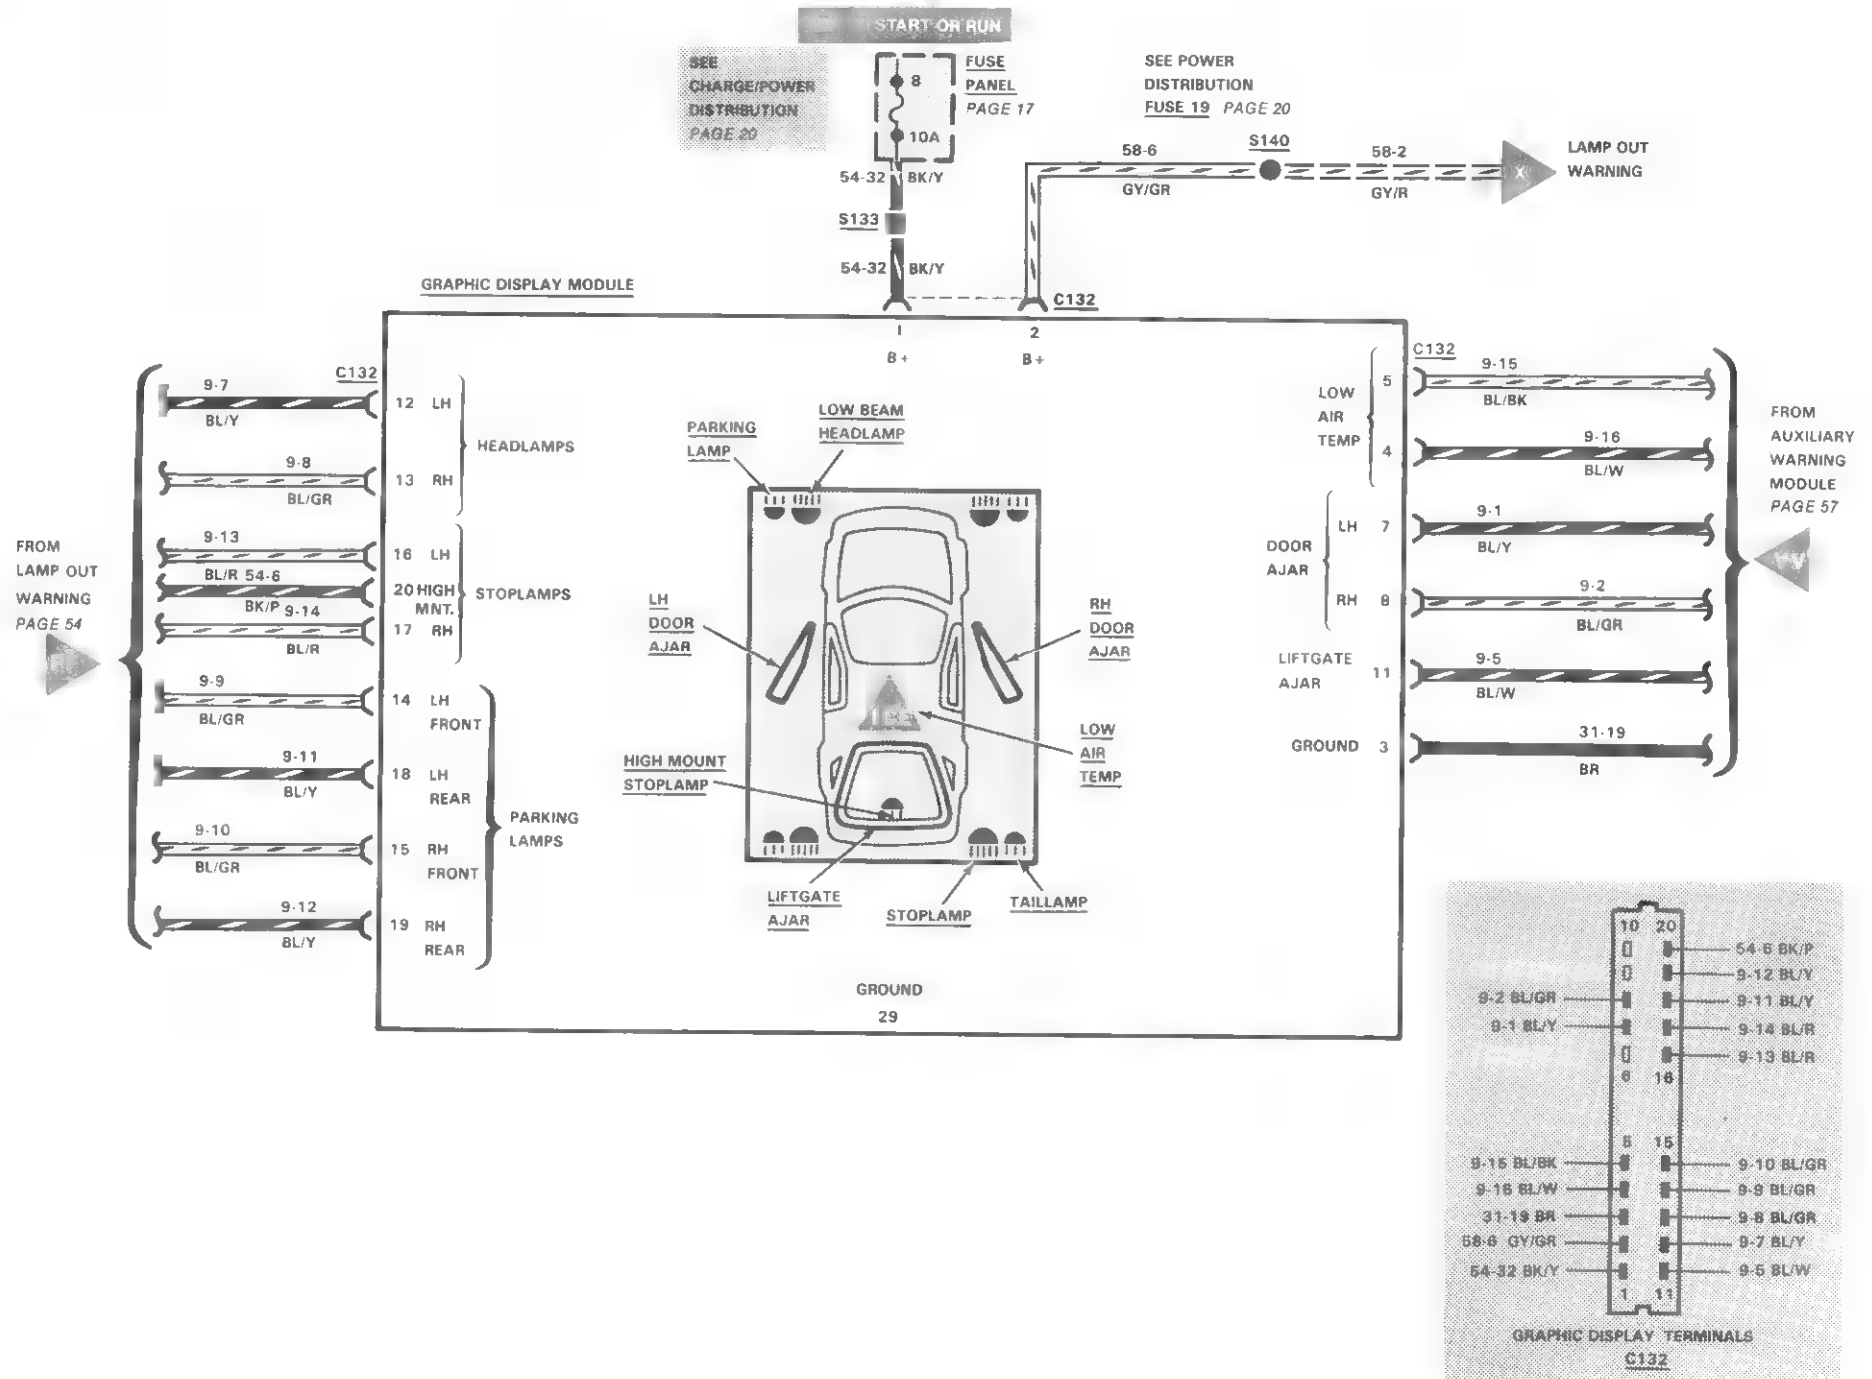 START OR RUN
SEE
CHARGE/POWER
DISTRIBUTION
PAGE 20
8
10A
FUSE
PANEL
PAGE 17
SEE POWER
DISTRIBUTION
FUSE 19 PAGE 20
54-32 BK/Y
S133
54-32 BK/Y
58-6
GY/GR
S140
58-2
GY/R
X
LAMP OUT
WARNING
GRAPHIC DISPLAY MODULE
C132
1
B+
2
B+
FROM
LAMP OUT
WARNING
PAGE 54
C132
9-7
BL/Y
12 LH
9-8
BL/GR
13 RH
HEADLAMPS
9-13
BL/R
16 LH
54-6
BK/P
20 HIGH
MNT.
9-14
BL/R
17 RH
STOPLAMPS
9-9
BL/GR
14 LH
FRONT
9-11
BL/Y
18 LH
REAR
9-10
BL/GR
15 RH
FRONT
9-12
BL/Y
19 RH
REAR
PARKING
LAMPS
PARKING
LAMP
LOW BEAM
HEADLAMP
LH
DOOR
AJAR
RH
DOOR
AJAR
ICE
LOW
AIR
TEMP
HIGH MOUNT
STOPLAMP
LIFTGATE
AJAR
STOPLAMP
TAILLAMP
GROUND
29
C132
LOW
AIR
TEMP
5
9-15
BL/BK
4
9-16
BL/W
DOOR
AJAR
LH 7
9-1
BL/Y
RH 8
9-2
BL/GR
LIFTGATE
AJAR
11
9-5
BL/W
GROUND 3
31-19
BR
FROM
AUXILIARY
WARNING
MODULE
PAGE 57
10 20
54-6 BK/P
9-12 BL/Y
9-2 BL/GR
9-11 BL/Y
9-1 BL/Y
9-14 BL/R
9-13 BL/R
6 16
5 15
9-15 BL/BK
9-10 BL/GR
9-16 BL/W
9-9 BL/GR
31-19 BR
9-8 BL/GR
58-6 GY/GR
9-7 BL/Y
54-32 BK/Y
9-5 BL/W
1 11
GRAPHIC DISPLAY TERMINALS
C132